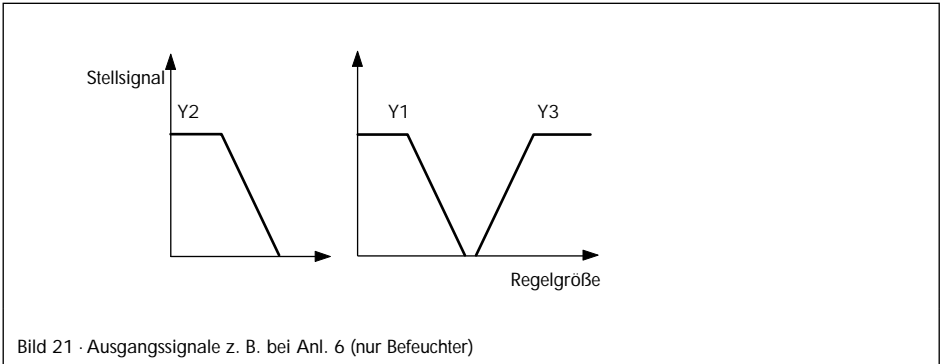 Stellsignal
Y2
Y1
Y3
Regelgröße
Bild 21 · Ausgangssignale z. B. bei Anl. 6 (nur Befeuchter)